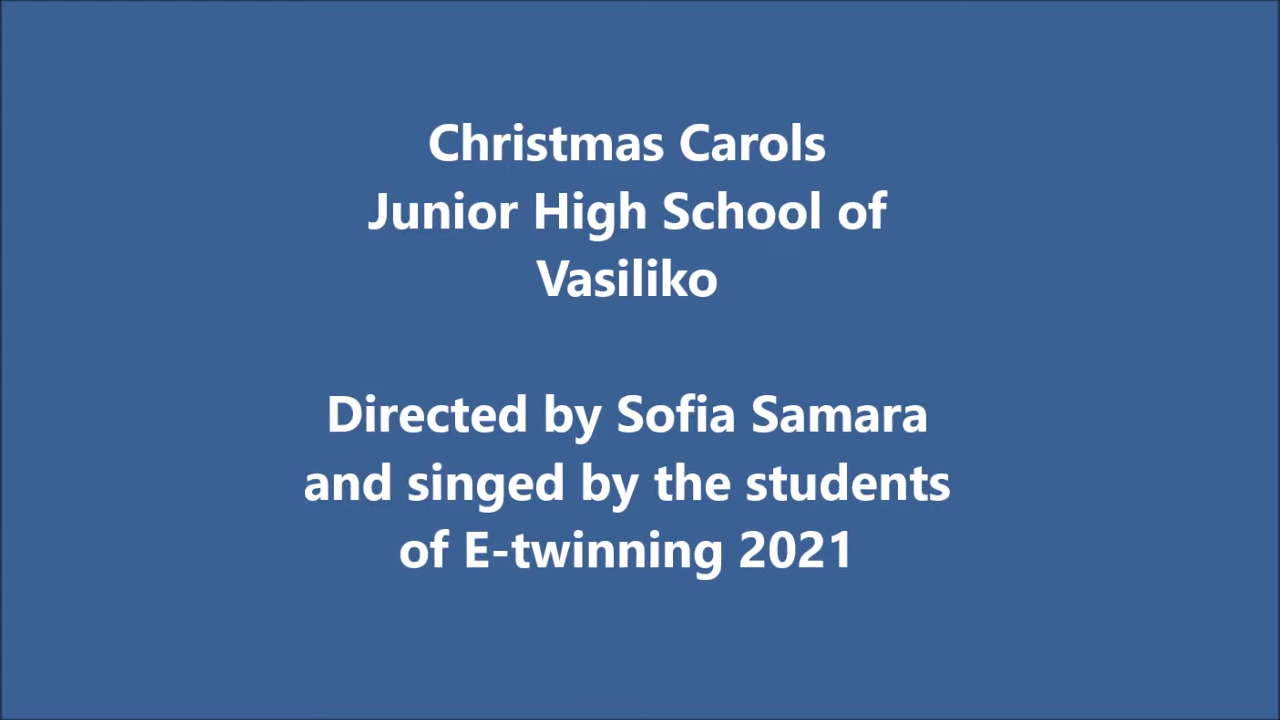 Christmas Carols
Junior High School of
Vasiliko
Directed by Sofia Samara
and singed by the students
of E-twinning 2021